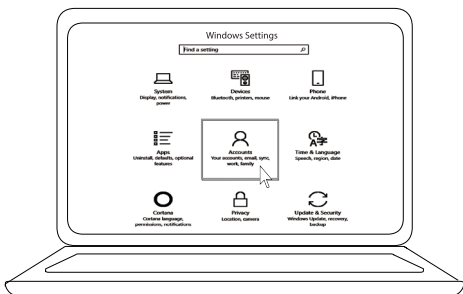 Windows Settings
Find a setting
System
Display, notifications,
power
Devices
Bluetooth, printers, mouse
Phone
Link your Android, iPhone
Apps
Uninstall, defaults, optional
features
Accounts
Your accounts, email, sync,
work, family
Time & Language
Speech, region, date
Cortana
Cortana language,
permissions, notifications
Privacy
Location, camera
Update & Security
Windows Update, recovery,
backup